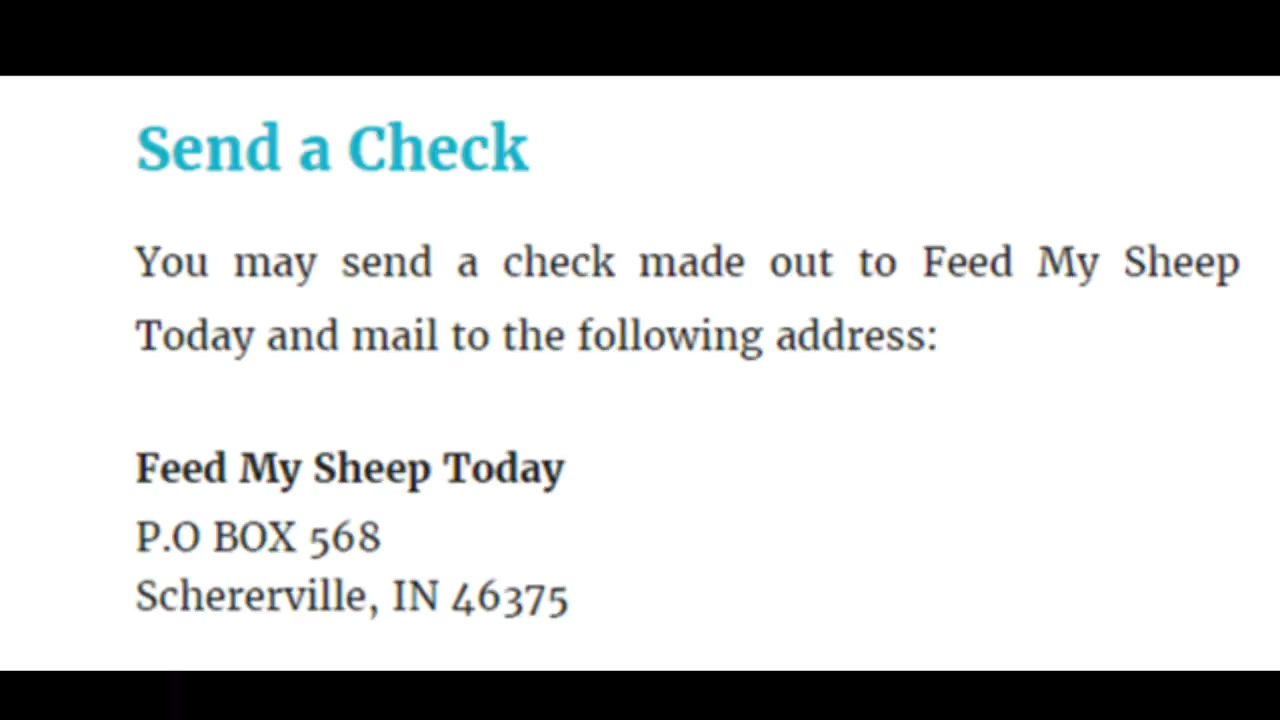 Send a Check
You may send a check made out to Feed My Sheep
Today and mail to the following address:
Feed My Sheep Today
P.O BOX 568
Schererville, IN 46375